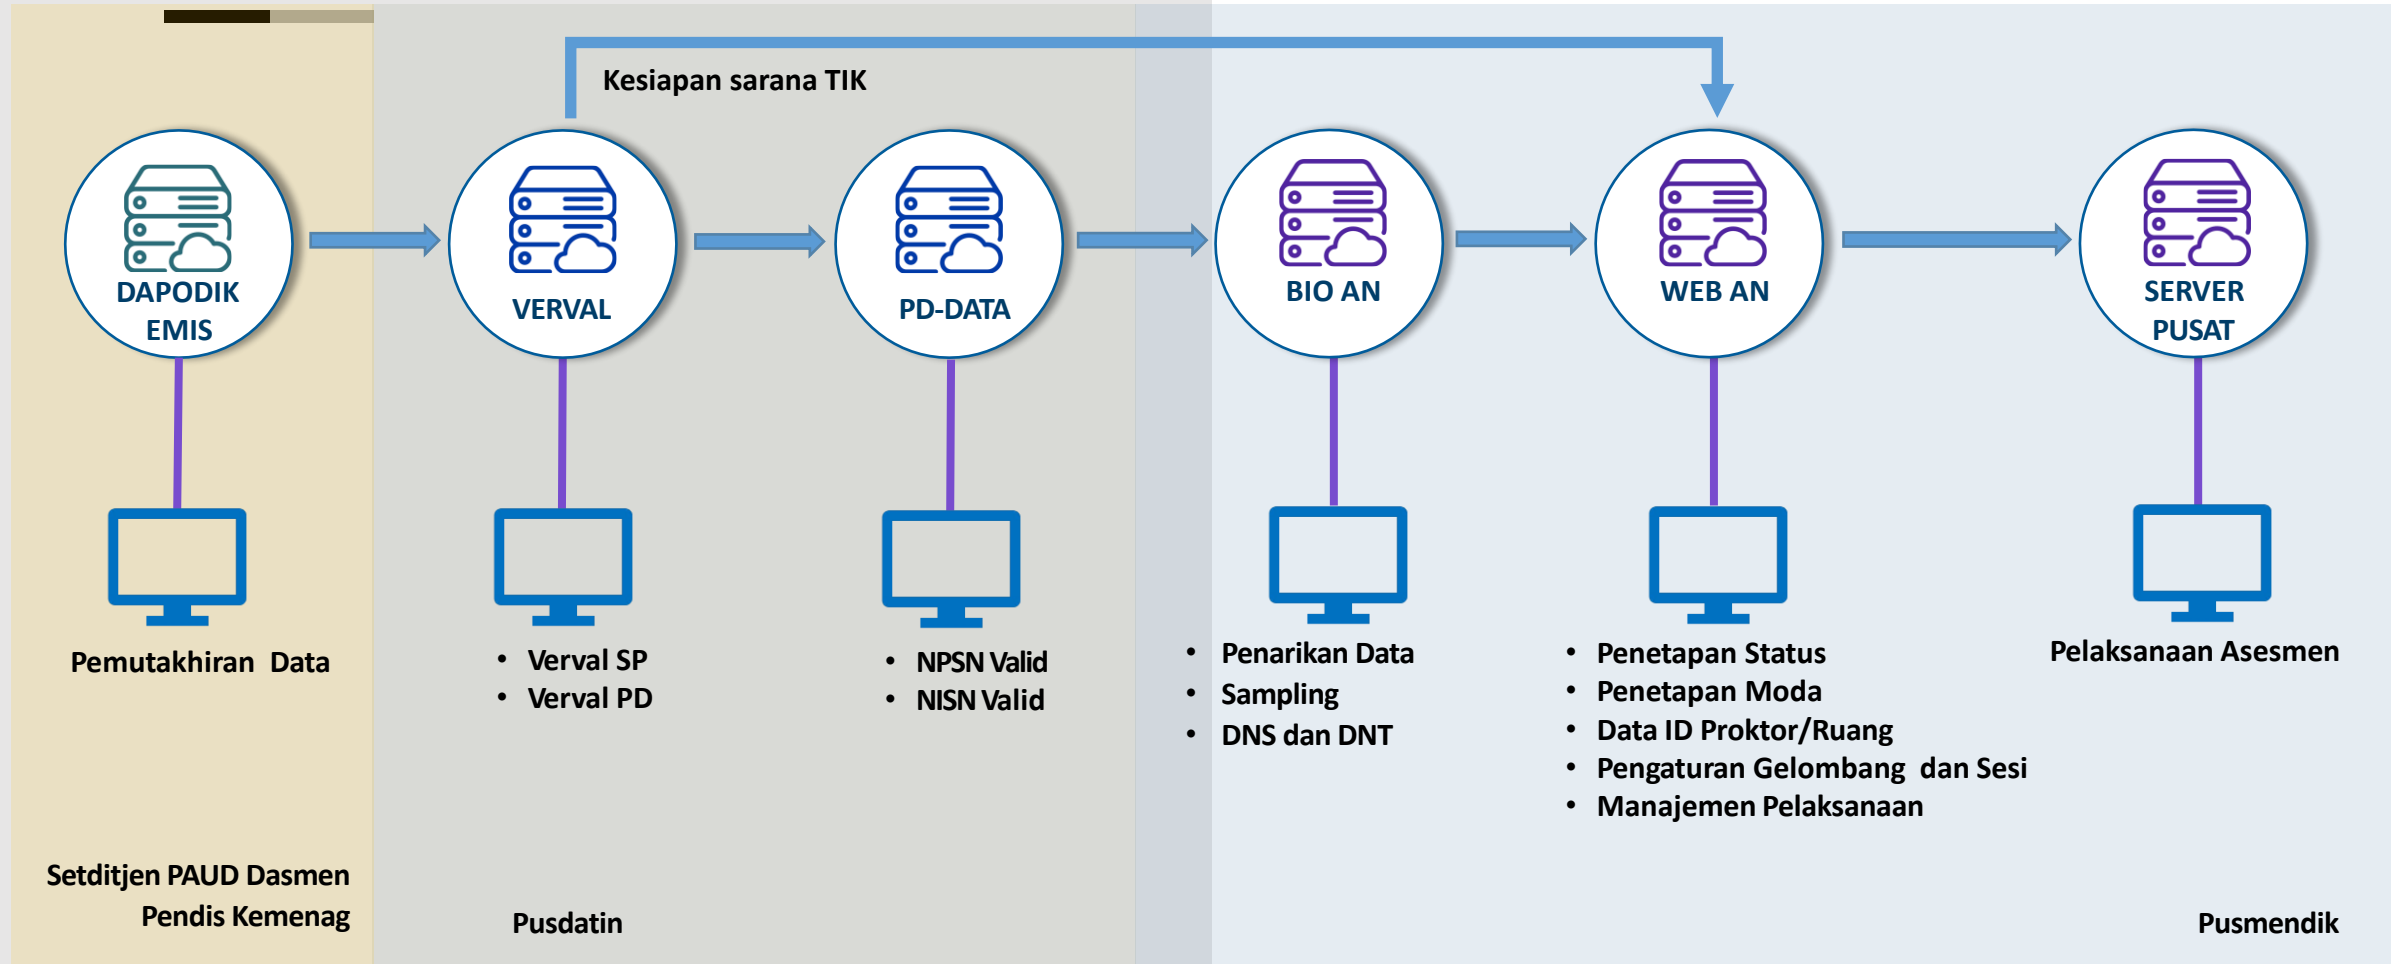 Kesiapan sarana TIK
DAPODIK
EMIS
VERVAL
PD-DATA
BIO AN
WEB AN
SERVER
PUSAT
Pemutakhiran Data
• Verval SP
• Verval PD
• NPSN Valid
• NISN Valid
• Penarikan Data
• Sampling
• DNS dan DNT
• Penetapan Status
• Penetapan Moda
• Data ID Proktor/Ruang
• Pengaturan Gelombang dan Sesi
• Manajemen Pelaksanaan
Pelaksanaan Asesmen
Setditjen PAUD Dasmen
Pendis Kemenag
Pusdatin
Pusmendik